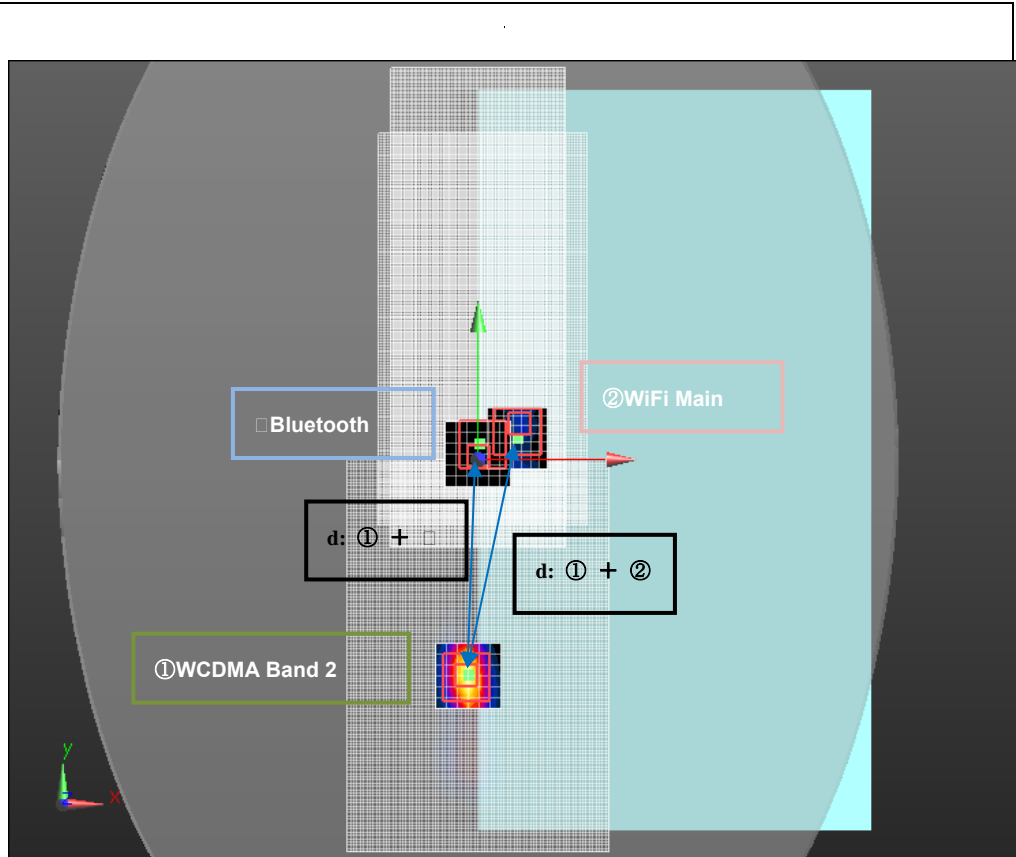 ②WiFi Main
□Bluetooth
d: ① + □
d: ① + ②
①WCDMA Band 2
y
x